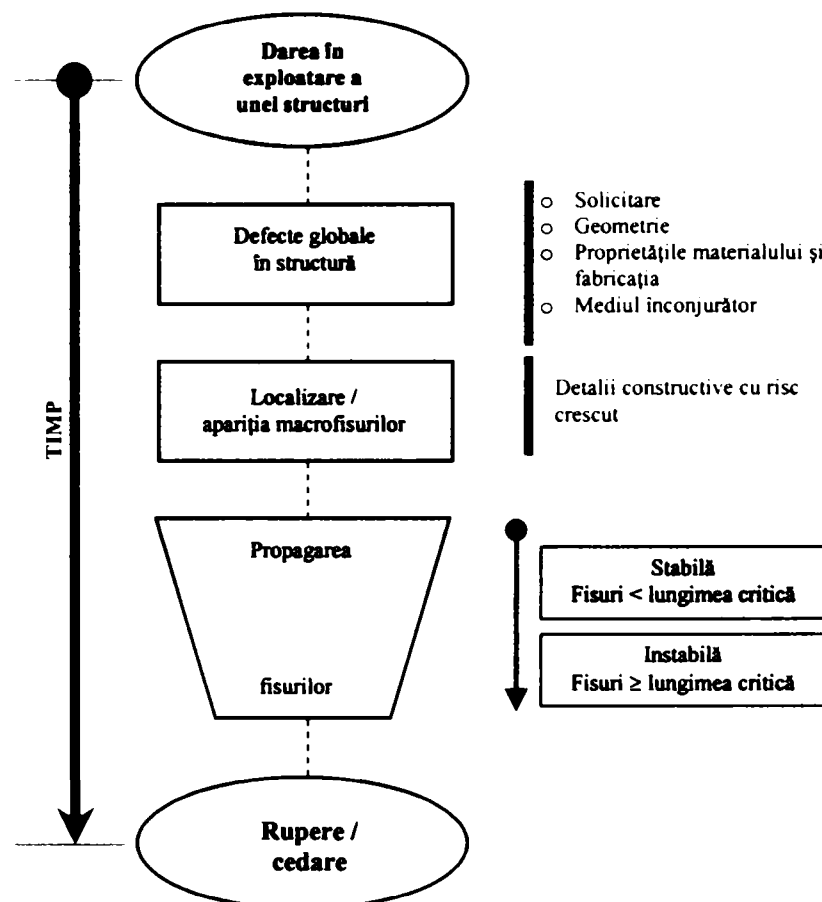 Darea în
exploatare a
unei structuri
Defecte globale
în structură
○ Solicitare
○ Geometrie
○ Proprietățile materialului și
fabricația
○ Mediul înconjurător
Localizare /
apariția macrofisurilor
Detalii constructive cu risc
crescut
TIMP
Propagarea
fisurilor
Stabilă
Fisuri < lungimea critică
Instabilă
Fisuri ≥ lungimea critică
Rupere /
cedare